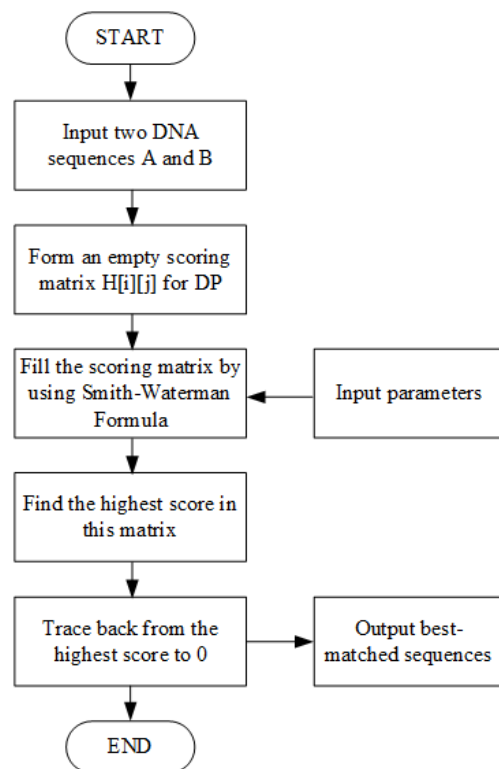 START
Input two DNA
sequences A and B
Form an empty scoring
matrix H[i][j] for DP
Fill the scoring matrix by
using Smith-Waterman
Formula
Input parameters
Find the highest score in
this matrix
Trace back from the
highest score to 0
Output best-
matched sequences
END